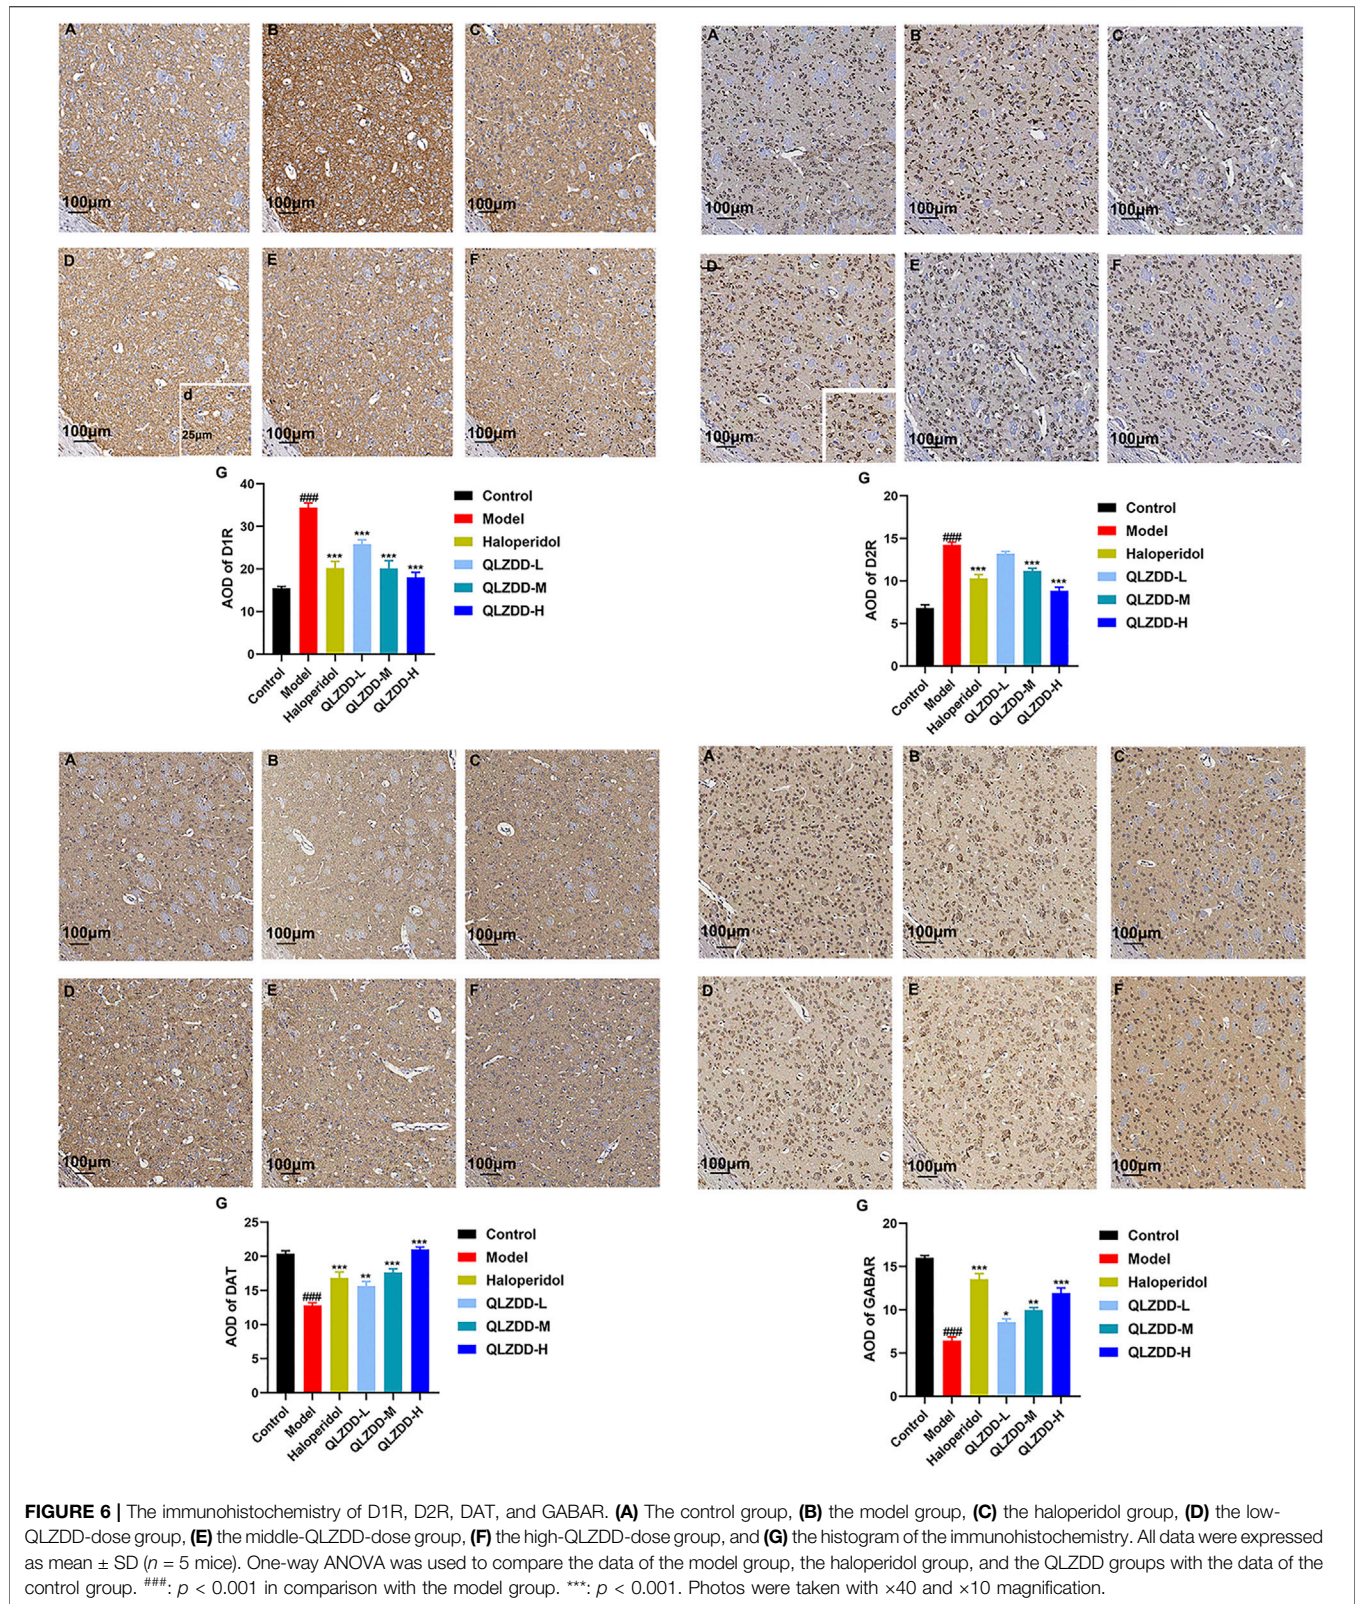 A
B
C
100μm
100μm
100μm
D
E
F
d
25μm
100μm
100μm
100μm
G
40
30
20
10
0
AOD of D1R
###
***
***
***
***
Control
Model
Haloperidol
QLZDD-L
QLZDD-M
QLZDD-H
Control
Model
Haloperidol
QLZDD-L
QLZDD-M
QLZDD-H
A
B
C
100μm
100μm
100μm
D
E
F
100μm
100μm
100μm
G
20
15
10
5
0
AOD of D2R
###
***
***
***
Control
Model
Haloperidol
QLZDD-L
QLZDD-M
QLZDD-H
Control
Model
Haloperidol
QLZDD-L
QLZDD-M
QLZDD-H
A
B
C
100μm
100μm
100μm
D
E
F
100μm
100μm
100μm
G
25
20
15
10
5
0
AOD of DAT
###
***
**
***
***
Control
Model
Haloperidol
QLZDD-L
QLZDD-M
QLZDD-H
Control
Model
Haloperidol
QLZDD-L
QLZDD-M
QLZDD-H
A
B
C
100μm
100μm
100μm
D
E
F
100μm
100μm
100μm
G
20
15
10
5
0
AOD of GABAR
###
***
*
**
***
Control
Model
Haloperidol
QLZDD-L
QLZDD-M
QLZDD-H
Control
Model
Haloperidol
QLZDD-L
QLZDD-M
QLZDD-H
FIGURE 6 | The immunohistochemistry of D1R, D2R, DAT, and GABAR. (A) The control group, (B) the model group, (C) the haloperidol group, (D) the low-
QLZDD-dose group, (E) the middle-QLZDD-dose group, (F) the high-QLZDD-dose group, and (G) the histogram of the immunohistochemistry. All data were expressed
as mean ± SD (n = 5 mice). One-way ANOVA was used to compare the data of the model group, the haloperidol group, and the QLZDD groups with the data of the
control group. ###: p < 0.001 in comparison with the model group. ***: p < 0.001. Photos were taken with ×40 and ×10 magnification.